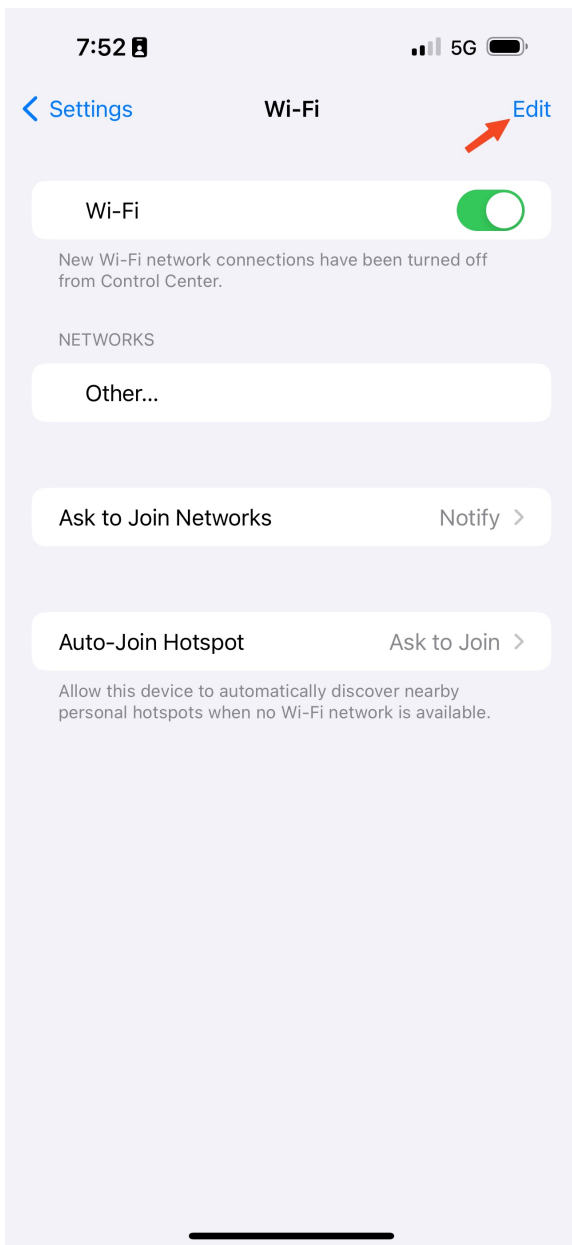 7:52
5G
Settings
Wi-Fi
Edit
Wi-Fi
New Wi-Fi network connections have been turned off
from Control Center.
NETWORKS
Other...
Ask to Join Networks
Notify
Auto-Join Hotspot
Ask to Join
Allow this device to automatically discover nearby
personal hotspots when no Wi-Fi network is available.